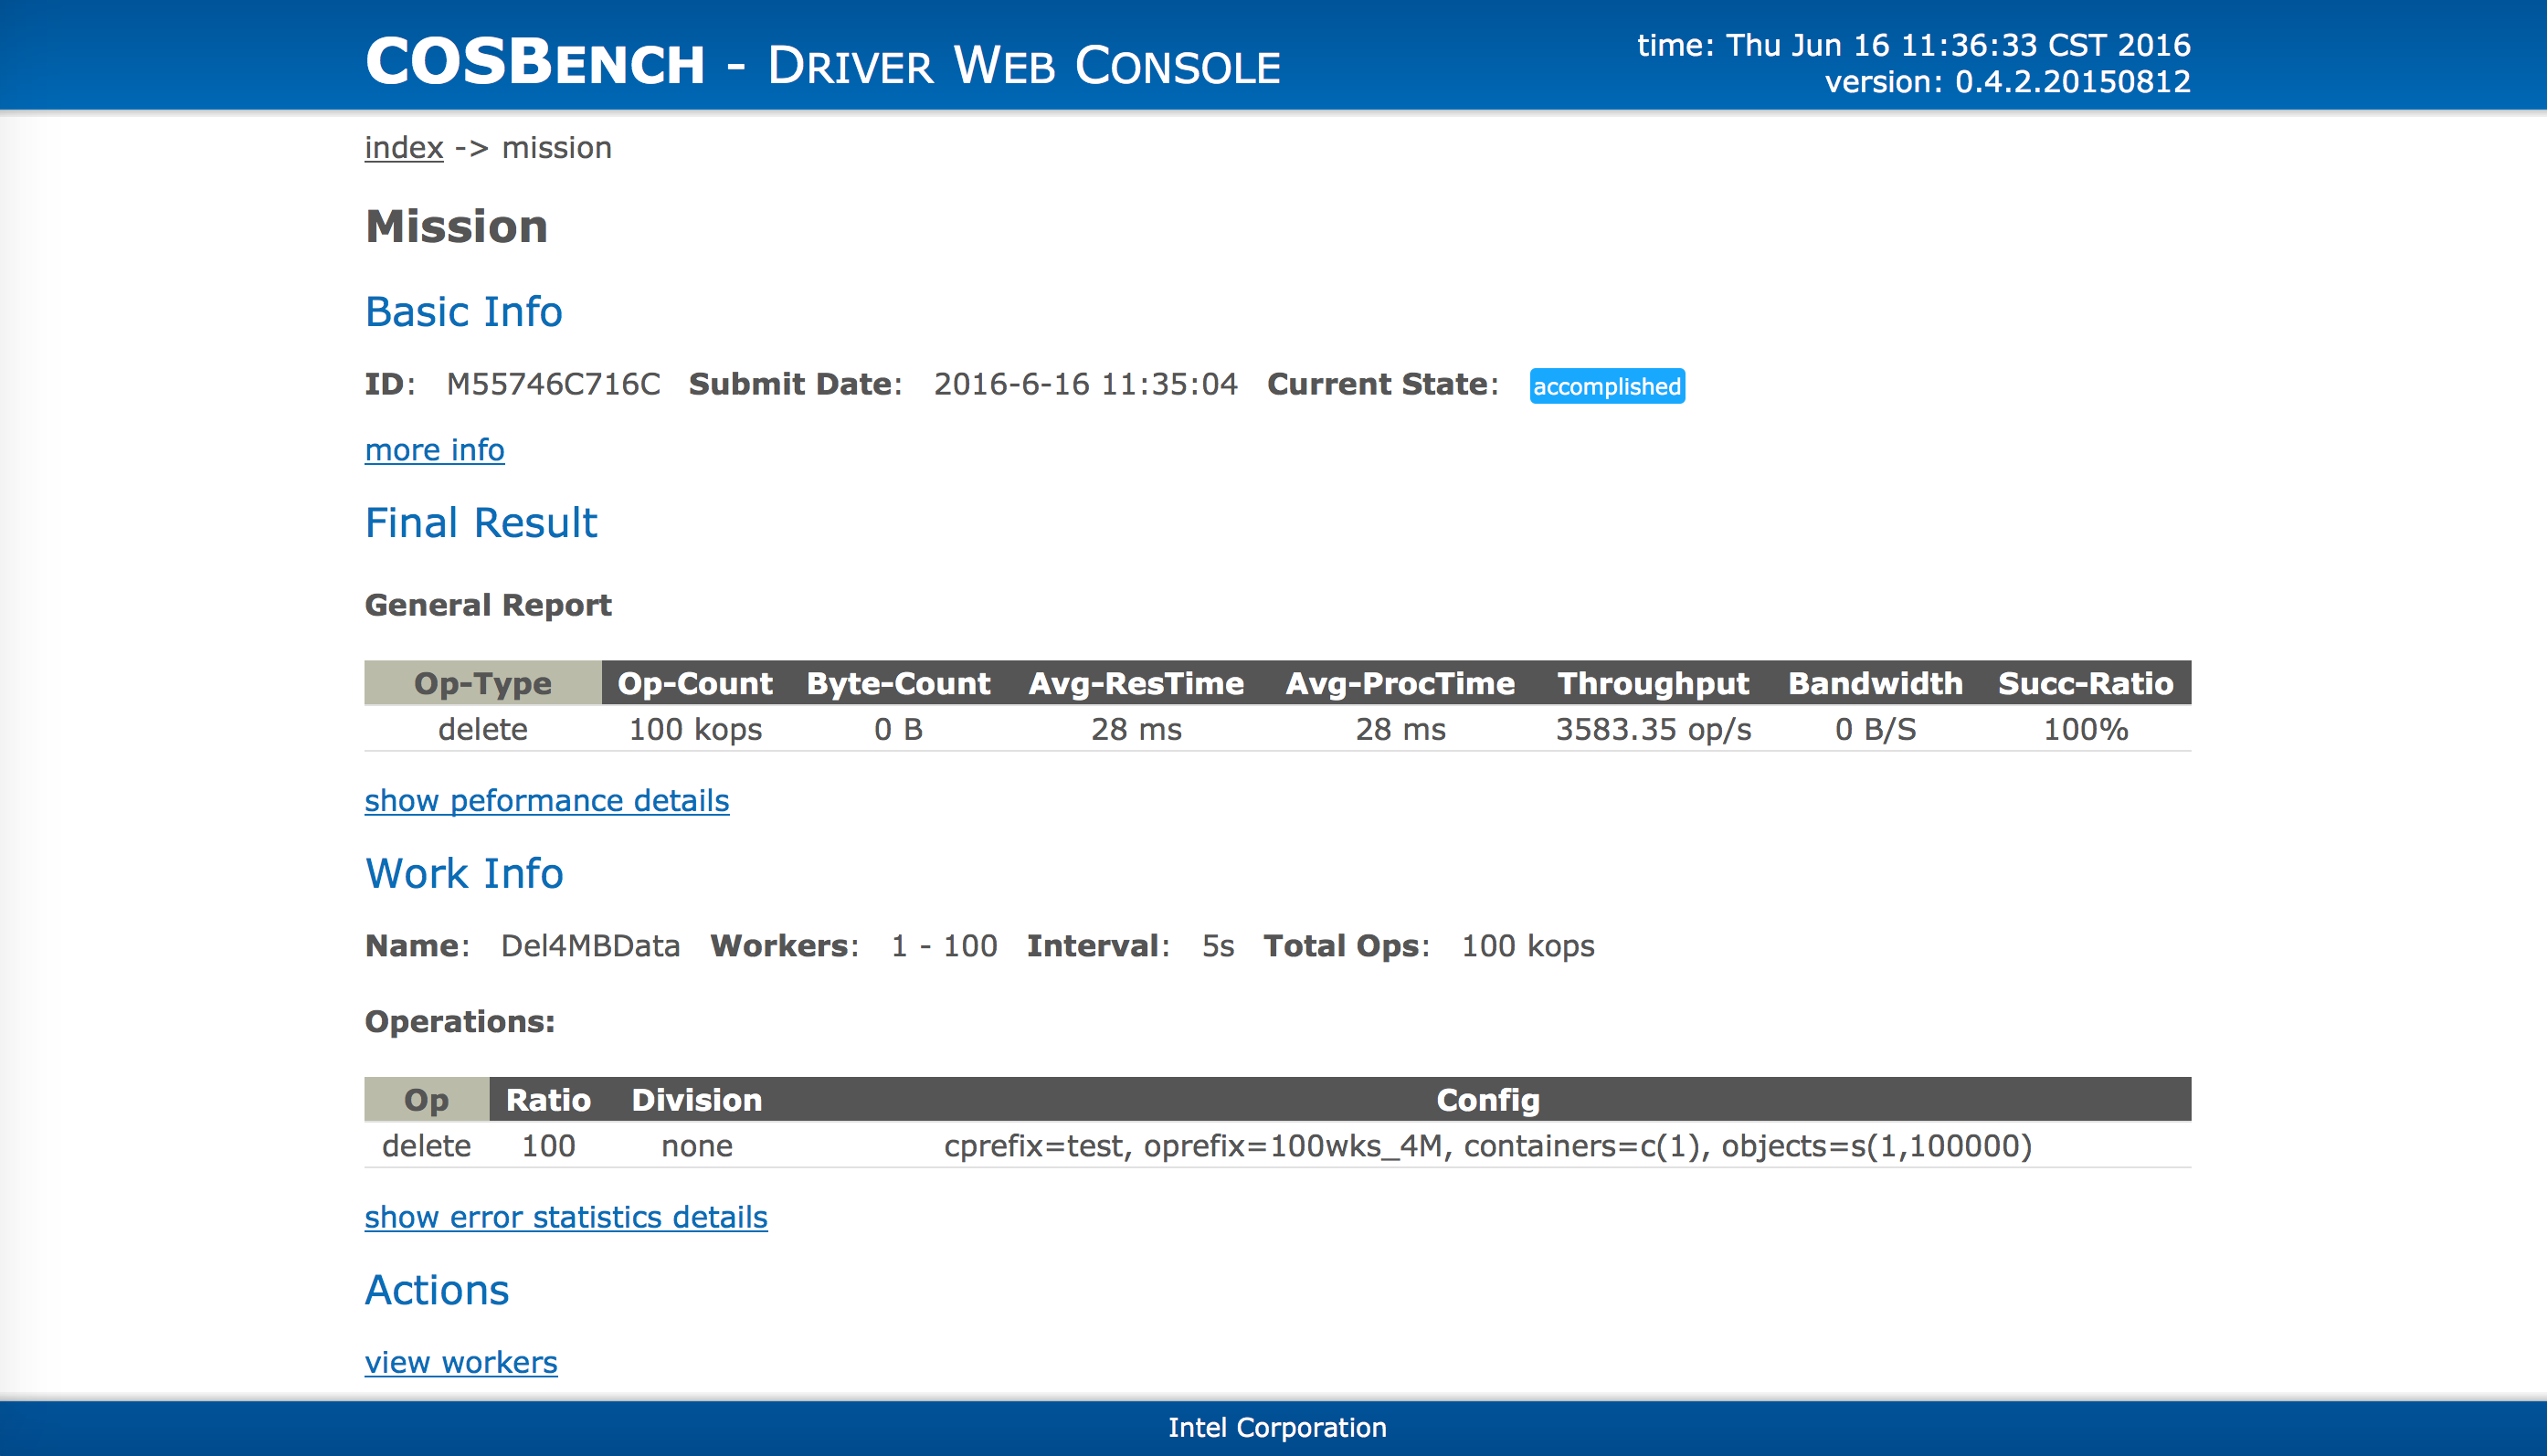 COSBENCH - DRIVER WEB CONSOLE
time: Thu Jun 16 11:36:33 CST 2016
version: 0.4.2.20150812
index -> mission
Mission
Basic Info
ID: M55746C716C Submit Date: 2016-6-16 11:35:04 Current State: accomplished
more info
Final Result
General Report
Op-Type Op-Count Byte-Count Avg-ResTime Avg-ProcTime Throughput Bandwidth Succ-Ratio
delete 100 kops 0 B 28 ms 28 ms 3583.35 op/s 0 B/S 100%
show peformance details
Work Info
Name: Del4MBData Workers: 1 - 100 Interval: 5s Total Ops: 100 kops
Operations:
Op Ratio Division Config
delete 100 none cprefix=test, oprefix=100wks_4M, containers=c(1), objects=s(1,100000)
show error statistics details
Actions
view workers
Intel Corporation